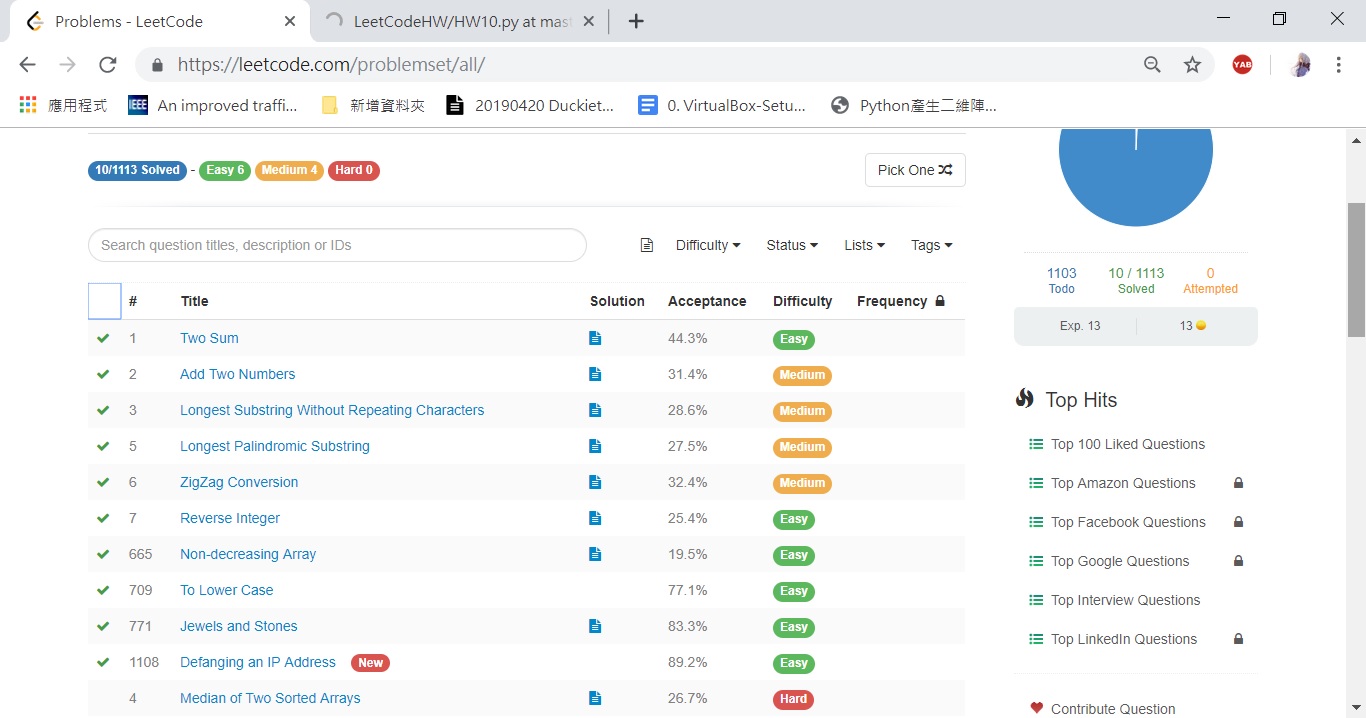 Problems - LeetCode
LeetCodeHW/HW10.py at mast
https://leetcode.com/problemset/all/
YAB
應用程式
IEEE An improved traffi...
新增資料夾
20190420 Duckiet...
0. VirtualBox-Setu...
Python產生二維陣...
10/1113 Solved - Easy 6 Medium 4 Hard 0
Pick One
Search question titles, description or IDs
Difficulty Status Lists Tags
# Title Solution Acceptance Difficulty Frequency
1 Two Sum 44.3% Easy
2 Add Two Numbers 31.4% Medium
3 Longest Substring Without Repeating Characters 28.6% Medium
5 Longest Palindromic Substring 27.5% Medium
6 ZigZag Conversion 32.4% Medium
7 Reverse Integer 25.4% Easy
665 Non-decreasing Array 19.5% Easy
709 To Lower Case 77.1% Easy
771 Jewels and Stones 83.3% Easy
1108 Defanging an IP Address New 89.2% Easy
4 Median of Two Sorted Arrays 26.7% Hard
1103 10 / 1113 0
Todo Solved Attempted
Exp. 13 13
Top Hits
Top 100 Liked Questions
Top Amazon Questions
Top Facebook Questions
Top Google Questions
Top Interview Questions
Top LinkedIn Questions
Contribute Question